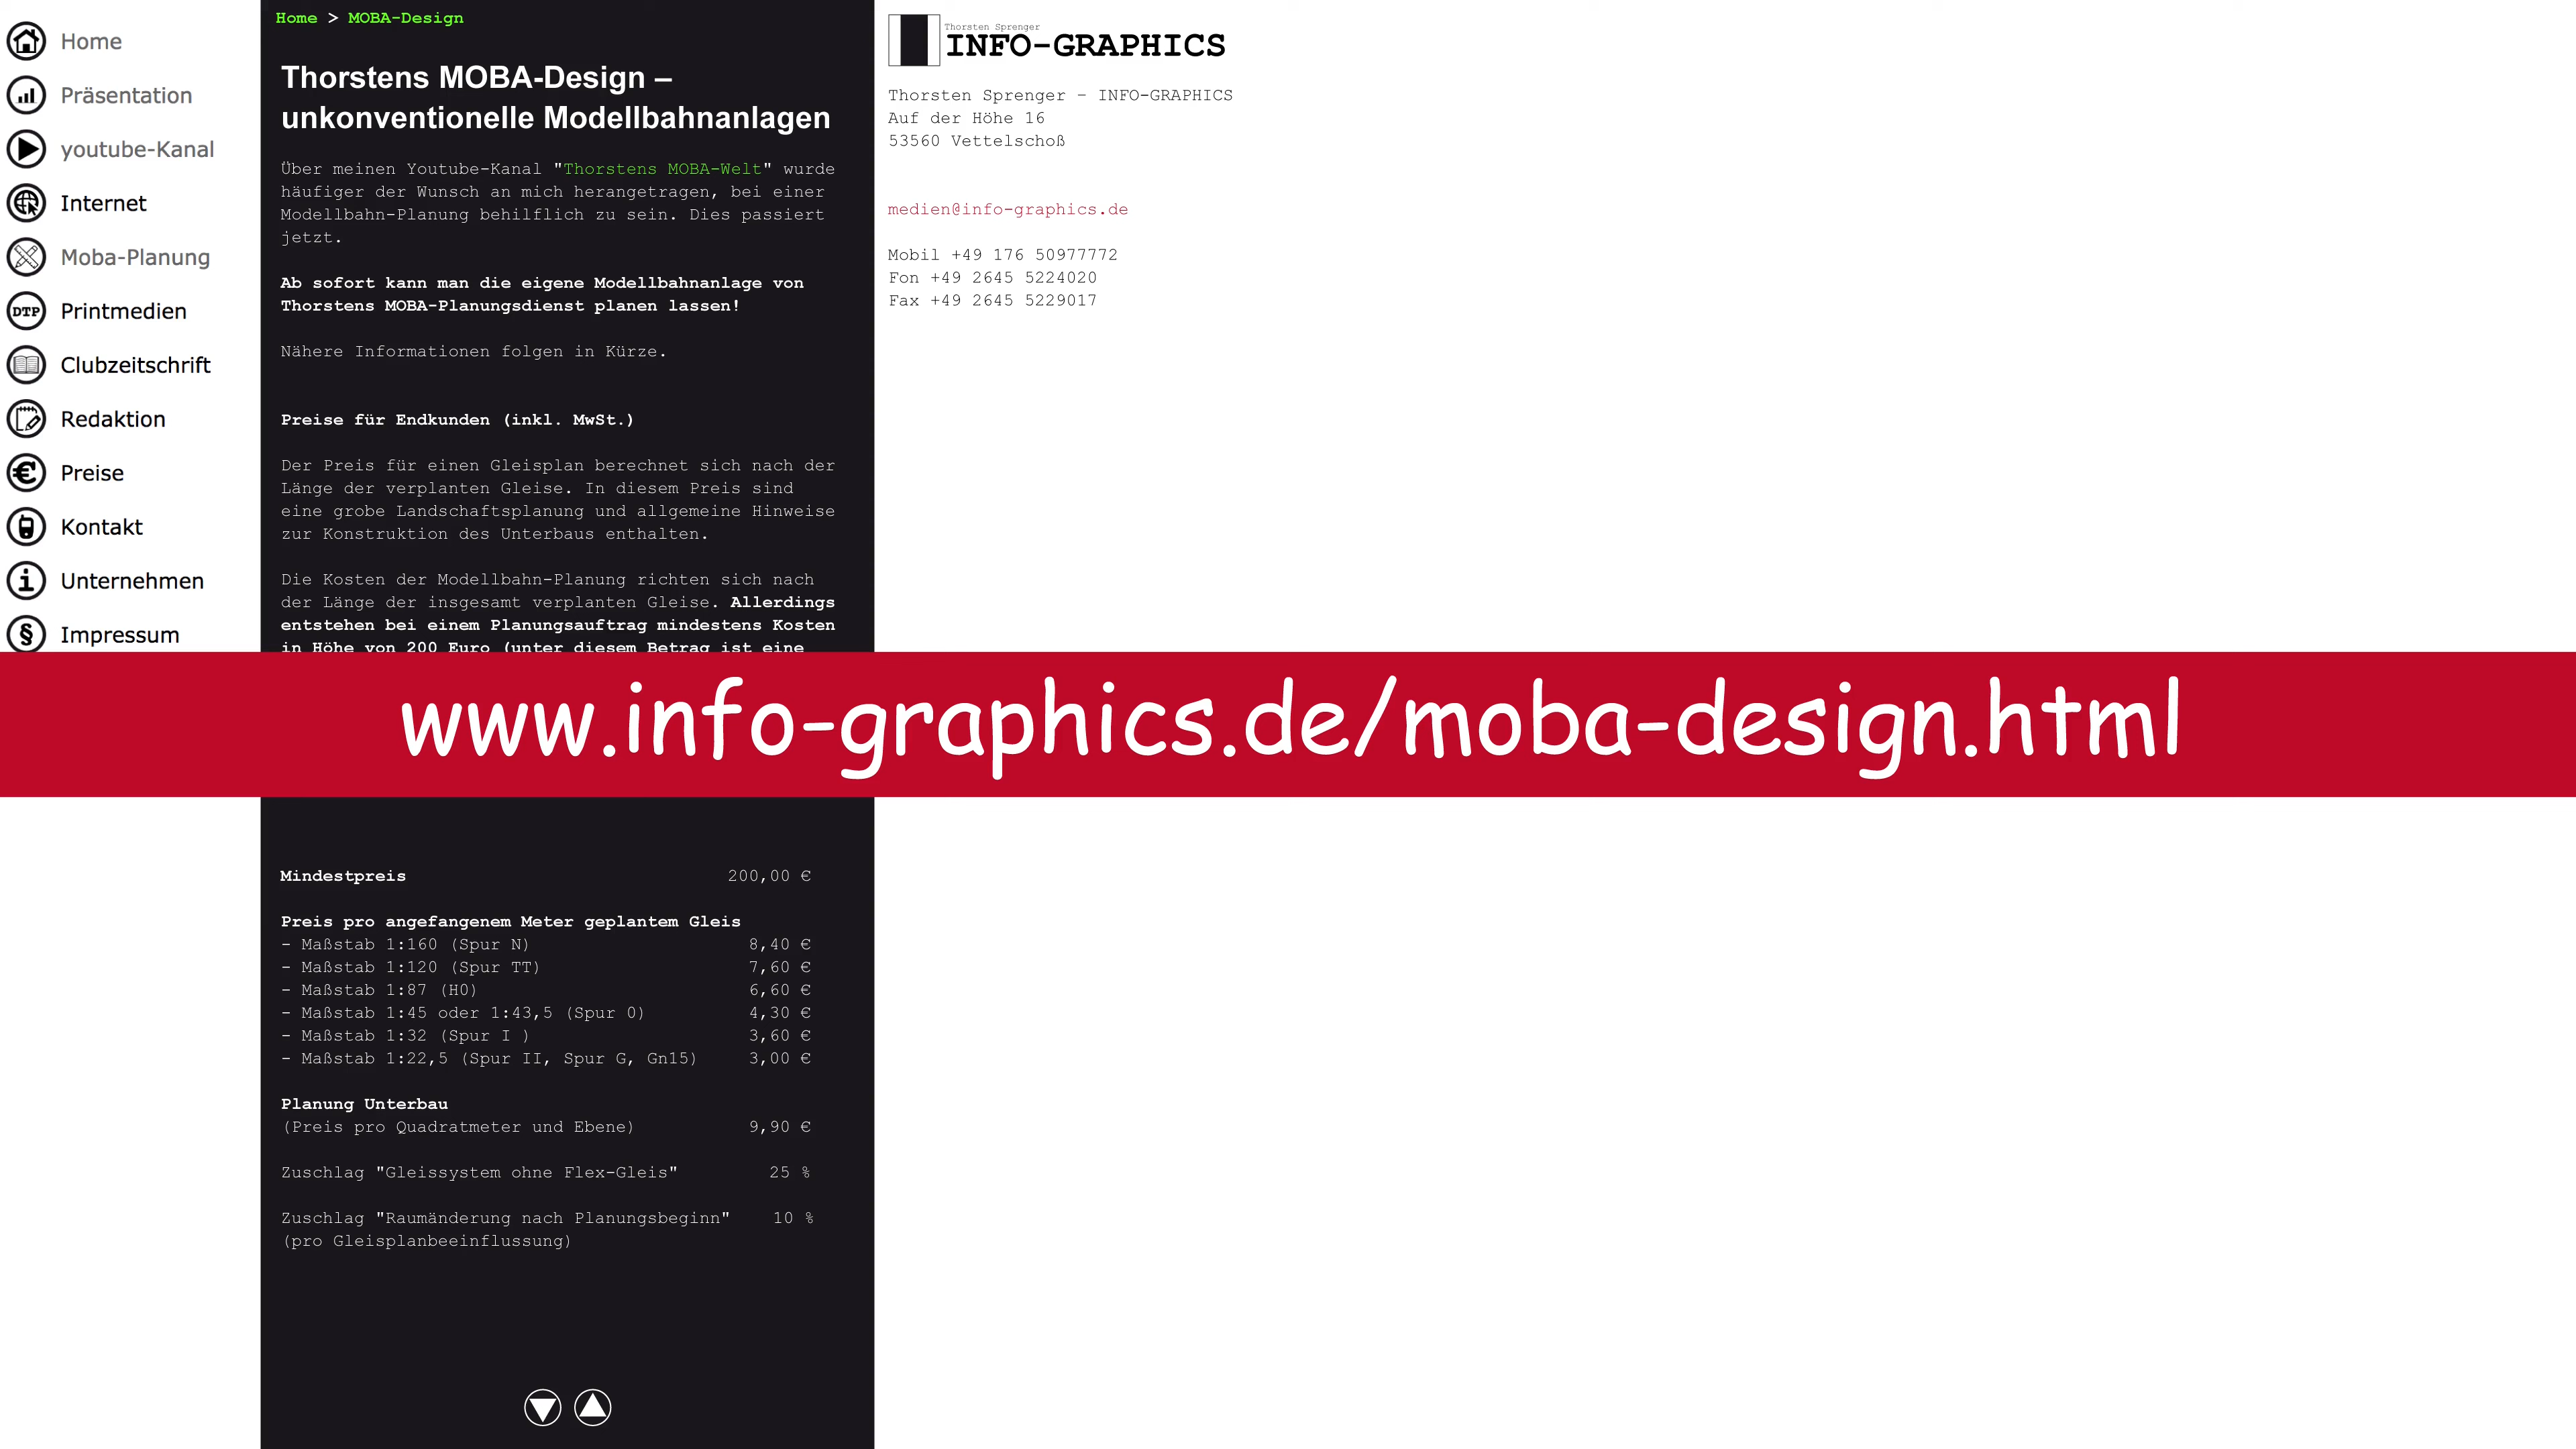 Home
Präsentation
youtube-Kanal
Internet
Moba-Planung
DTP Printmedien
Clubzeitschrift
Redaktion
€ Preise
Kontakt
i Unternehmen
§ Impressum
Home > MOBA-Design
Thorstens MOBA-Design –
unkonventionelle Modellbahnanlagen
Über meinen Youtube-Kanal "Thorstens MOBA-Welt" wurde
häufiger der Wunsch an mich herangetragen, bei einer
Modellbahn-Planung behilflich zu sein. Dies passiert
jetzt.
Ab sofort kann man die eigene Modellbahnanlage von
Thorstens MOBA-Planungsdienst planen lassen!
Nähere Informationen folgen in Kürze.
Preise für Endkunden (inkl. MwSt.)
Der Preis für einen Gleisplan berechnet sich nach der
Länge der verplanten Gleise. In diesem Preis sind
eine grobe Landschaftsplanung und allgemeine Hinweise
zur Konstruktion des Unterbaus enthalten.
Die Kosten der Modellbahn-Planung richten sich nach
der Länge der insgesamt verplanten Gleise. Allerdings
entstehen bei einem Planungsauftrag mindestens Kosten
in Höhe von 200 Euro (unter diesem Betrag ist eine
www.info-graphics.de/moba-design.html
Mindestpreis 200,00 €
Preis pro angefangenem Meter geplantem Gleis
- Maßstab 1:160 (Spur N) 8,40 €
- Maßstab 1:120 (Spur TT) 7,60 €
- Maßstab 1:87 (H0) 6,60 €
- Maßstab 1:45 oder 1:43,5 (Spur 0) 4,30 €
- Maßstab 1:32 (Spur I ) 3,60 €
- Maßstab 1:22,5 (Spur II, Spur G, Gn15) 3,00 €
Planung Unterbau
(Preis pro Quadratmeter und Ebene) 9,90 €
Zuschlag "Gleissystem ohne Flex-Gleis" 25 %
Zuschlag "Raumänderung nach Planungsbeginn" 10 %
(pro Gleisplanbeeinflussung)
Thorsten Sprenger
INFO-GRAPHICS
Thorsten Sprenger – INFO-GRAPHICS
Auf der Höhe 16
53560 Vettelschoß
medien@info-graphics.de
Mobil +49 176 50977772
Fon +49 2645 5224020
Fax +49 2645 5229017